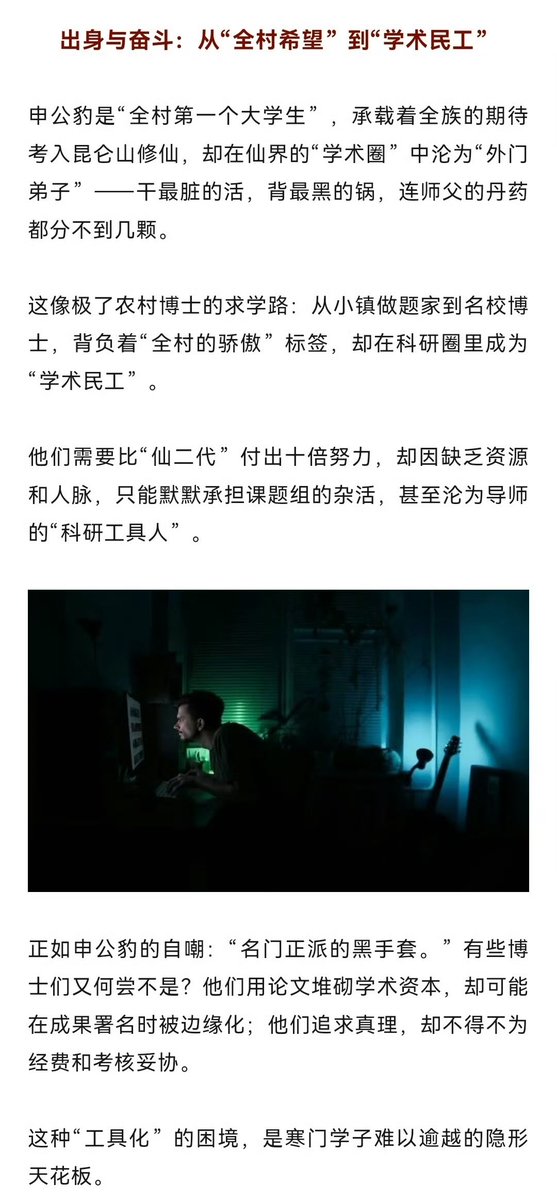 出身与奋斗：从“全村希望”到“学术民工”
申公豹是“全村第一个大学生”，承载着全族的期待
考入昆仑山修仙，却在仙界的“学术圈”中沦为“外门
弟子”——干最脏的活，背最黑的锅，连师父的丹药
都分不到几颗。
这像极了农村博士的求学路：从小镇做题家到名校博
士，背负着“全村的骄傲”标签，却在科研圈里成为
“学术民工”。
他们需要比“仙二代”付出十倍努力，却因缺乏资源
和人脉，只能默默承担课题组的杂活，甚至沦为导师
的“科研工具人”。
正如申公豹的自嘲：“名门正派的黑手套。”有些博
士们又何尝不是？他们用论文堆砌学术资本，却可能
在成果署名时被边缘化；他们追求真理，却不得不为
经费和考核妥协。
这种“工具化”的困境，是寒门学子难以逾越的隐形
天花板。